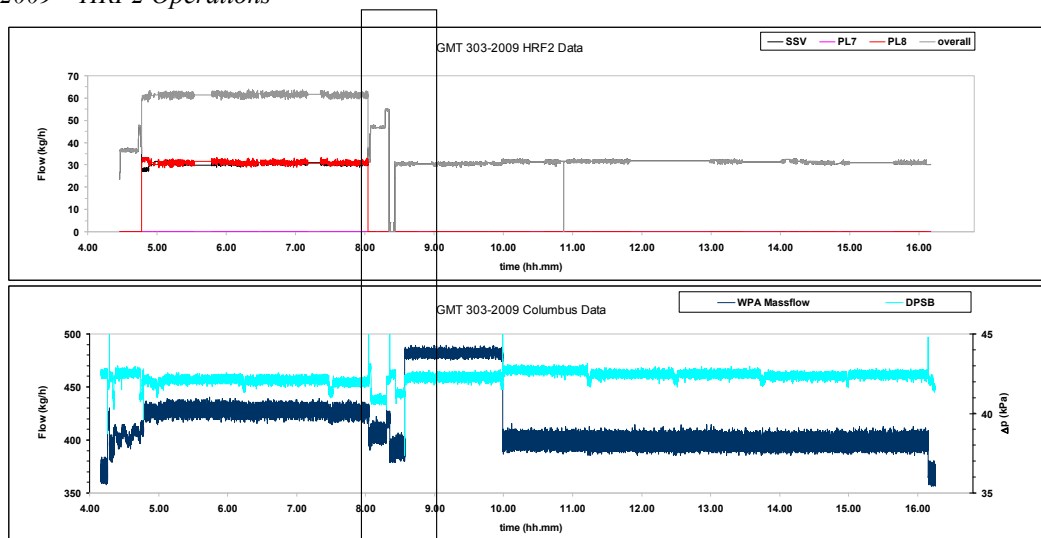 2009 HRF2 Operations
GMT 303-2009 HRF2 Data
SSV PL7 PL8 overall
Flow (kg/h)
70
60
50
40
30
20
10
0
4.00 5.00 6.00 7.00 8.00 9.00 10.00 11.00 12.00 13.00 14.00 15.00 16.00
time (hh.mm)
GMT 303-2009 Columbus Data
WPA Massflow DPSB
Flow (kg/h)
500
450
400
350
45
40
35
Δp (kPa)
4.00 5.00 6.00 7.00 8.00 9.00 10.00 11.00 12.00 13.00 14.00 15.00 16.00
time (hh.mm)